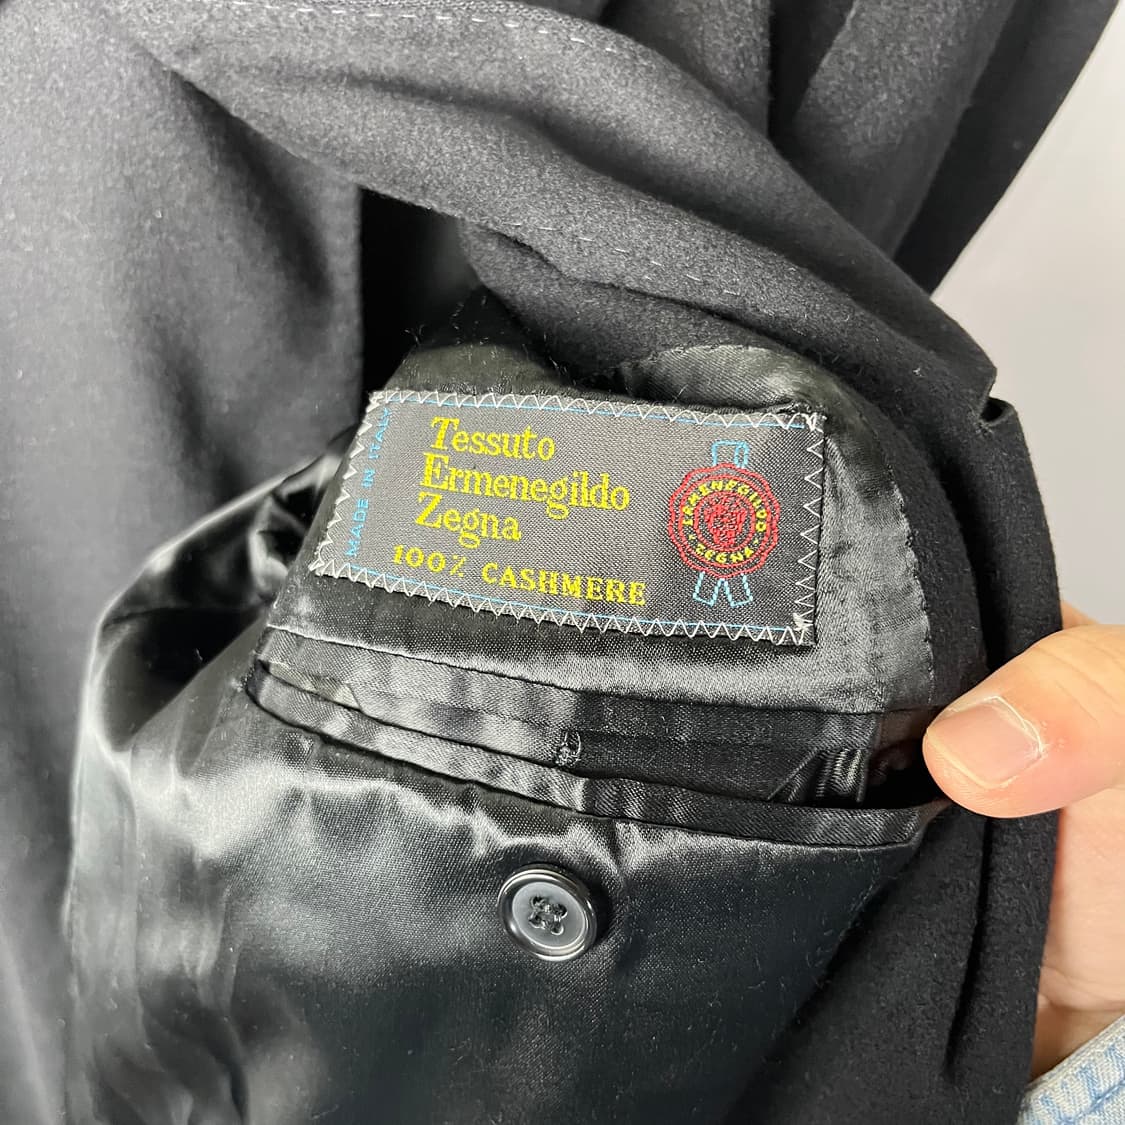 MADE IN ITALY
Tessuto
Ermenegildo
Zegna
100% CASHMERE
ERMENEGILDO
ZEGNA